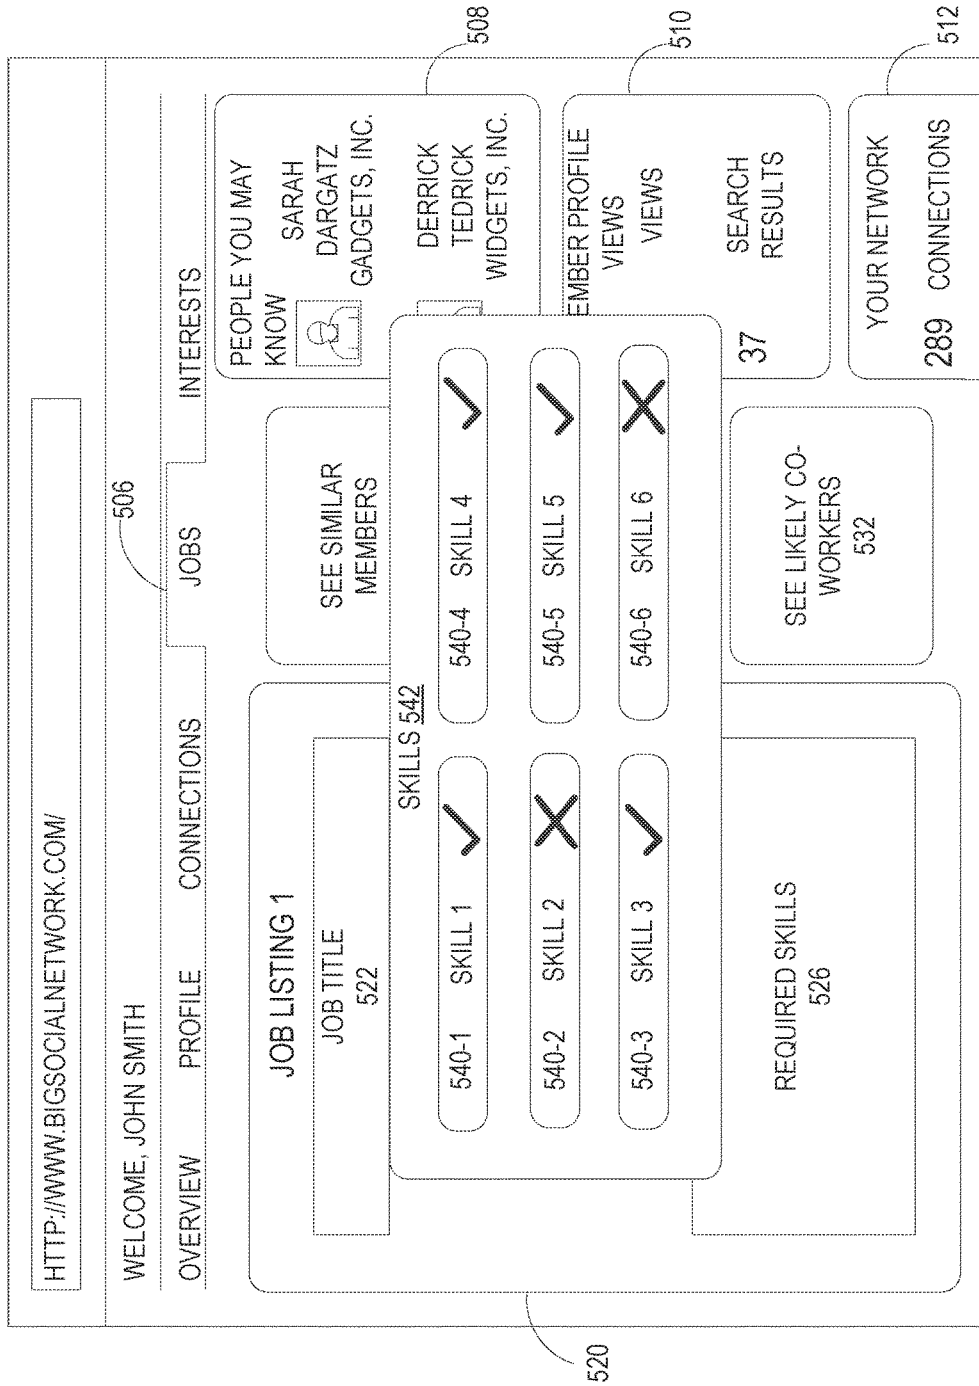 HTTP://WWW.BIGSOCIALNETWORK.COM/
WELCOME, JOHN SMITH
506
OVERVIEW PROFILE CONNECTIONS JOBS INTERESTS
JOB LISTING 1
JOB TITLE
522
SEE SIMILAR
MEMBERS
PEOPLE YOU MAY
KNOW
SARAH
DARGATZ
GADGETS, INC.
DERRICK
TEDRICK
WIDGETS, INC.
508
SKILLS 542
540-1 SKILL 1
540-4 SKILL 4
540-2 SKILL 2
540-5 SKILL 5
540-3 SKILL 3
540-6 SKILL 6
EMBER PROFILE
VIEWS
VIEWS
37 SEARCH
RESULTS
510
REQUIRED SKILLS
526
SEE LIKELY CO-
WORKERS
532
YOUR NETWORK
289 CONNECTIONS
512
520